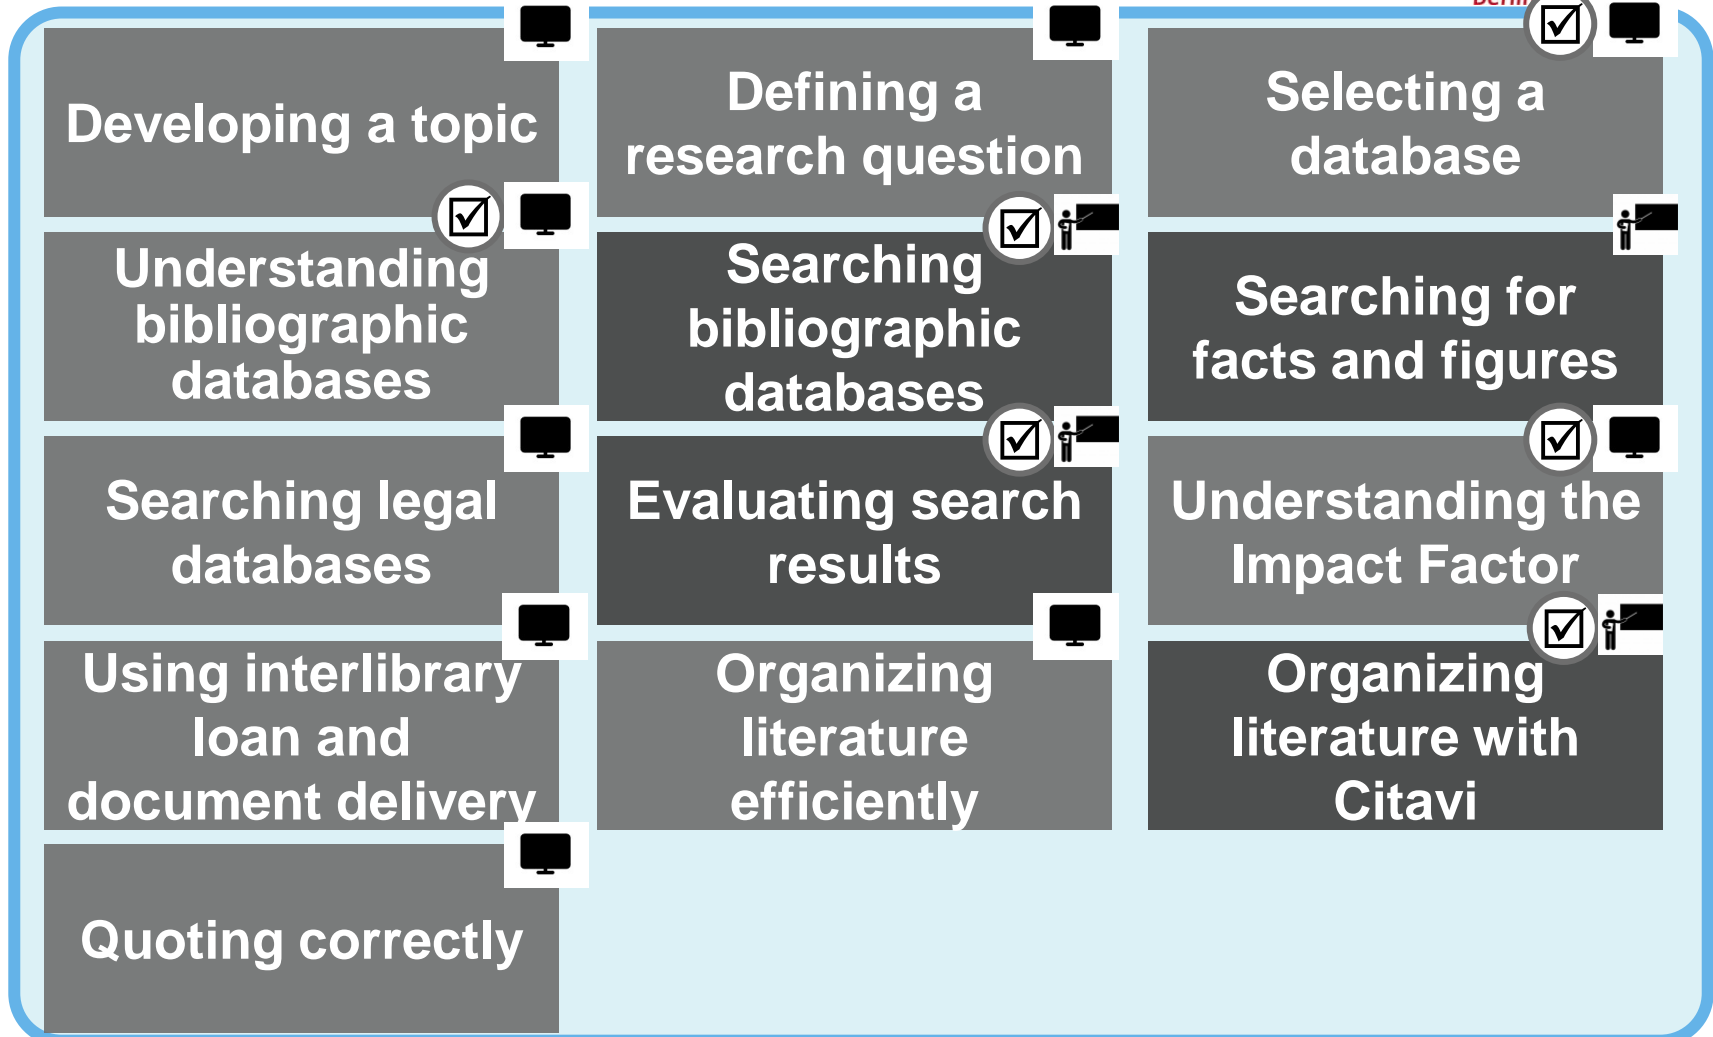 Developing a topic
Defining a
research question
Selecting a
database
Understanding
bibliographic
databases
Searching
bibliographic
databases
Searching for
facts and figures
Searching legal
databases
Evaluating search
results
Understanding the
Impact Factor
Using interlibrary
loan and
document delivery
Organizing
literature
efficiently
Organizing
literature with
Citavi
Quoting correctly